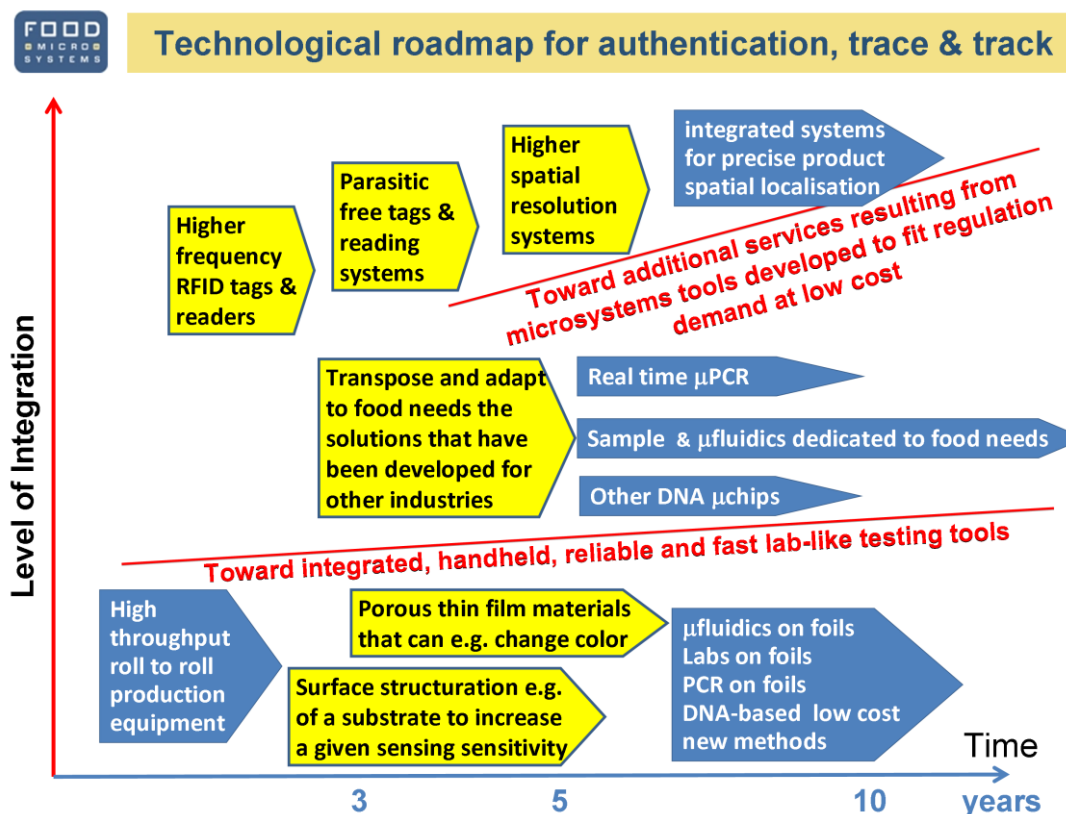 FOOD
MICRO
SYSTEMS
Technological roadmap for authentication, trace & track
Level of Integration
Higher
frequency
RFID tags &
readers
Parasitic
free tags &
reading
systems
Higher
spatial
resolution
systems
integrated systems
for precise product
spatial localisation
Toward additional services resulting from
microsystems tools developed to fit regulation
demand at low cost
Transpose and adapt
to food needs the
solutions that have
been developed for
other industries
Real time μPCR
Sample & μfluidics dedicated to food needs
Other DNA μchips
Toward integrated, handheld, reliable and fast lab-like testing tools
High
throughput
roll to roll
production
equipment
Porous thin film materials
that can e.g. change color
Surface structuration e.g.
of a substrate to increase
a given sensing sensitivity
μfluidics on foils
Labs on foils
PCR on foils
DNA-based low cost
new methods
Time
3
5
10
years